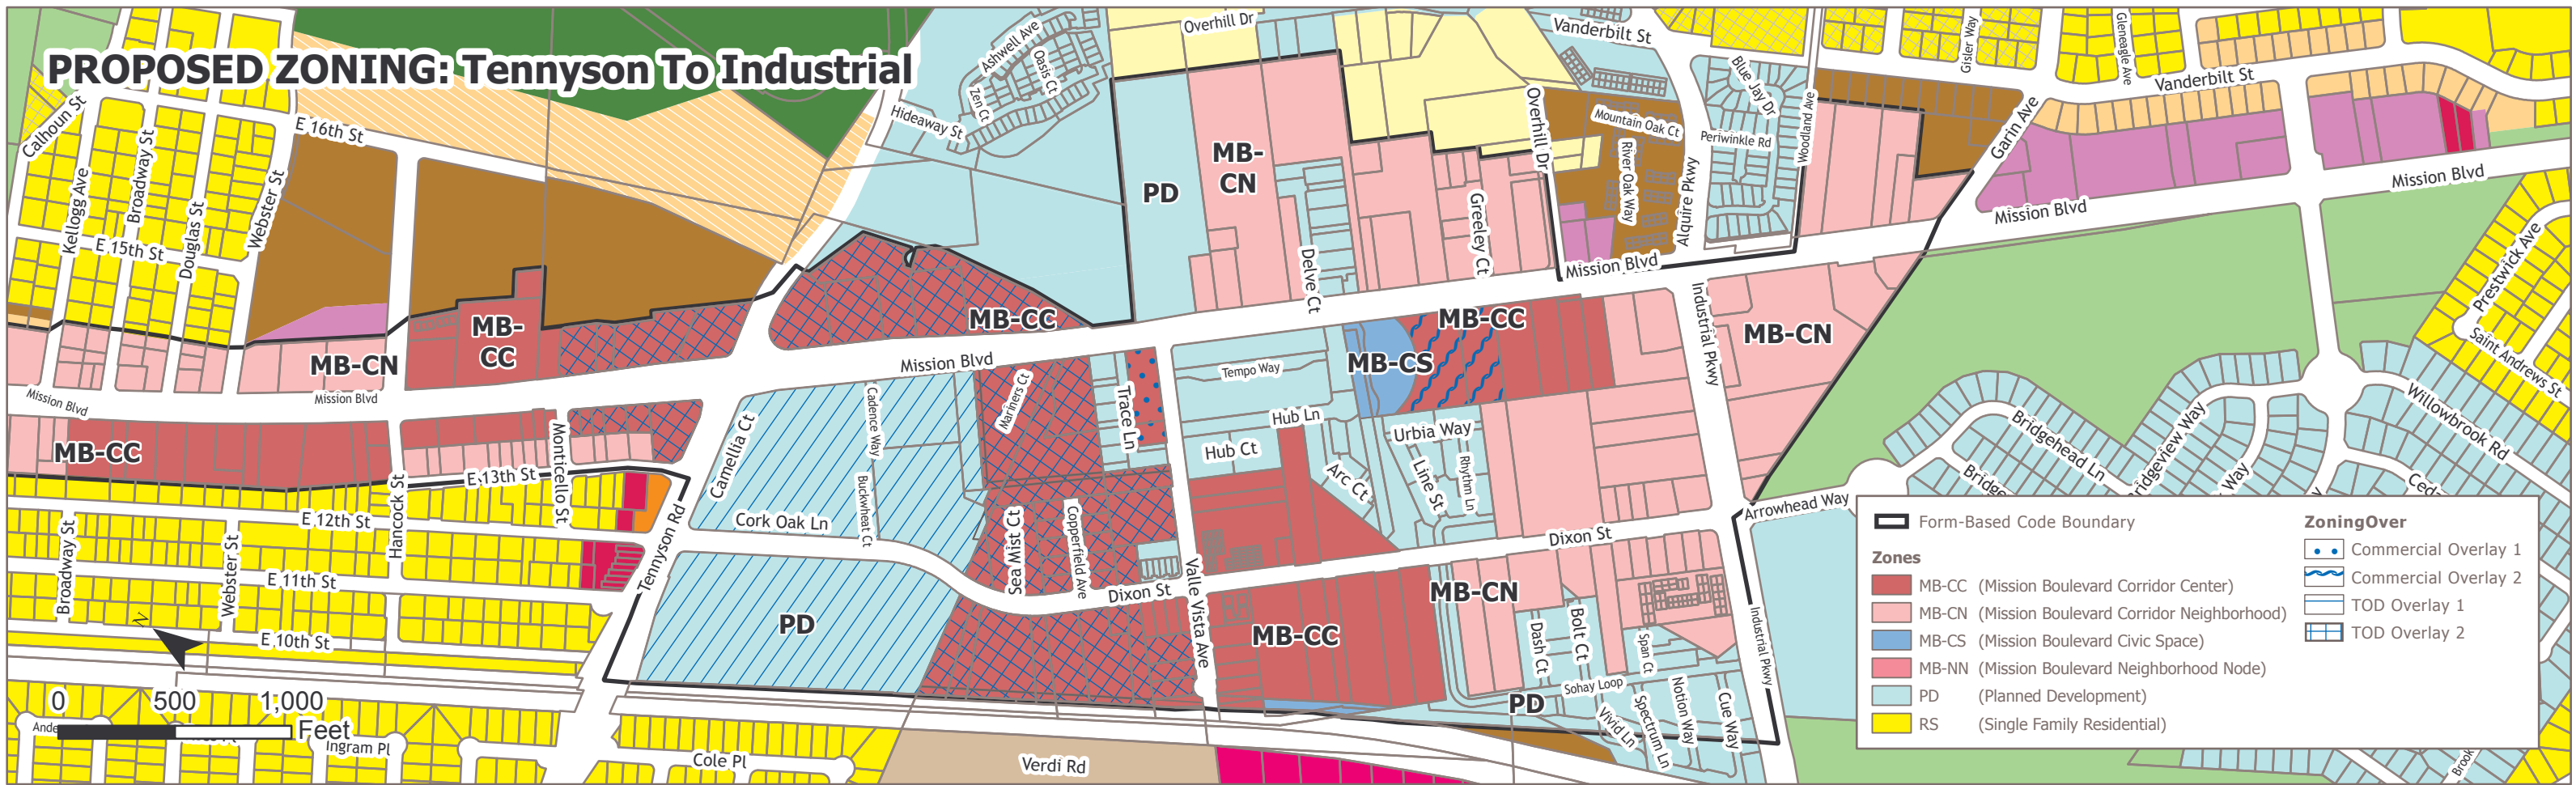 PROPOSED ZONING: Tennyson To Industrial
Overhill Dr
Vanderbilt St
Gisler Way
Gleneagle Ave
Vanderbilt St
Ashwell Ave
Oasis Ct
Zen Ct
Hideaway St
Blue Jay Dr
Calhoun St
E 16th St
Kellogg Ave
Broadway St
Douglas St
Webster St
E 15th St
PD
MB-
CN
Delve Ct
Greeley Ct
Overhill Dr
Mountain Oak Ct
River Oak Way
Alquire Pkwy
Periwinkle Rd
Woodland Ave
Garin Ave
Mission Blvd
Mission Blvd
Mission Blvd
Prestwick Ave
Saint Andrews St
MB-CN
MB-
CC
MB-CC
Mission Blvd
Mission Blvd
Mission Blvd
MB-CC
MB-CS
MB-CC
Industrial Pkwy
MB-CN
Monticello St
Hancock St
E 13th St
E 12th St
E 11th St
E 10th St
Broadway St
Webster St
Tennyson Rd
Camellia Ct
Cadence Way
Buckwheat Ct
Cork Oak Ln
Mariners Ct
Trace Ln
Sea Mist Ct
Copperfield Ave
Dixon St
Valle Vista Ave
Tempo Way
Hub Ln
Hub Ct
Arc Ct
Urbia Way
Line St
Rhythm Ln
Dixon St
MB-CN
MB-CC
PD
PD
Dash Ct
Bolt Ct
Span Ct
Sohay Loop
Vivid Ln
Spectrum Ln
Notion Way
Cue Way
Industrial Pkwy
Arrowhead Way
Bridgehead Ln
Bridgeview Way
Way
Willowbrook Rd
N
0 500 1,000
Feet
Ingram Pl
Cole Pl
Verdi Rd
Form-Based Code Boundary
Zones
MB-CC (Mission Boulevard Corridor Center)
MB-CN (Mission Boulevard Corridor Neighborhood)
MB-CS (Mission Boulevard Civic Space)
MB-NN (Mission Boulevard Neighborhood Node)
PD (Planned Development)
RS (Single Family Residential)
ZoningOver
Commercial Overlay 1
Commercial Overlay 2
TOD Overlay 1
TOD Overlay 2